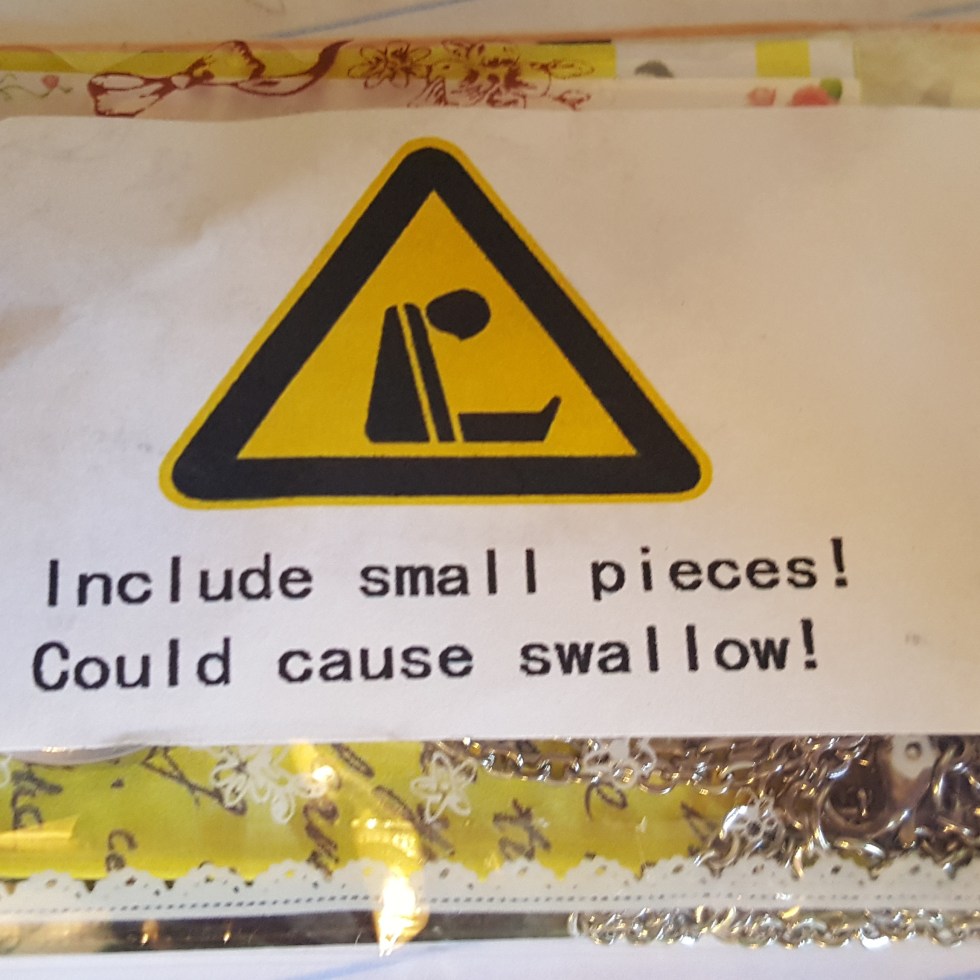 Include small pieces!
Could cause swallow!